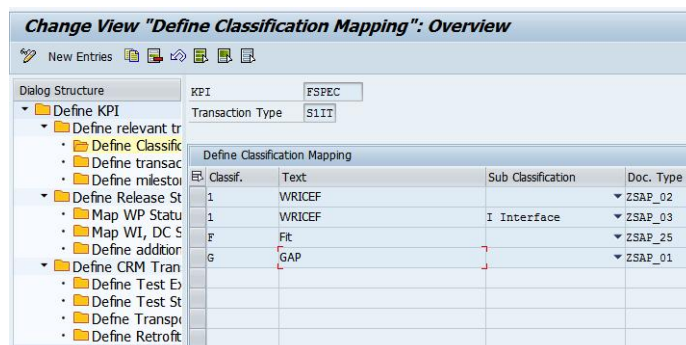 Change View "Define Classification Mapping": Overview
New Entries
Dialog Structure
Define KPI
Define relevant tr
Define Classific
Define transac
Define milestor
Define Release St
Map WP Statu
Map WI, DC S
Define addition
Define CRM Tran
Define Test Ex
Define Test St
Defne Transpo
Define Retrofit
KPI FSPEC
Transaction Type S1IT
Define Classification Mapping
Classif. Text Sub Classification Doc. Type
1 WRICEF ZSAP_02
1 WRICEF I Interface ZSAP_03
F Fit ZSAP_25
G GAP ZSAP_01